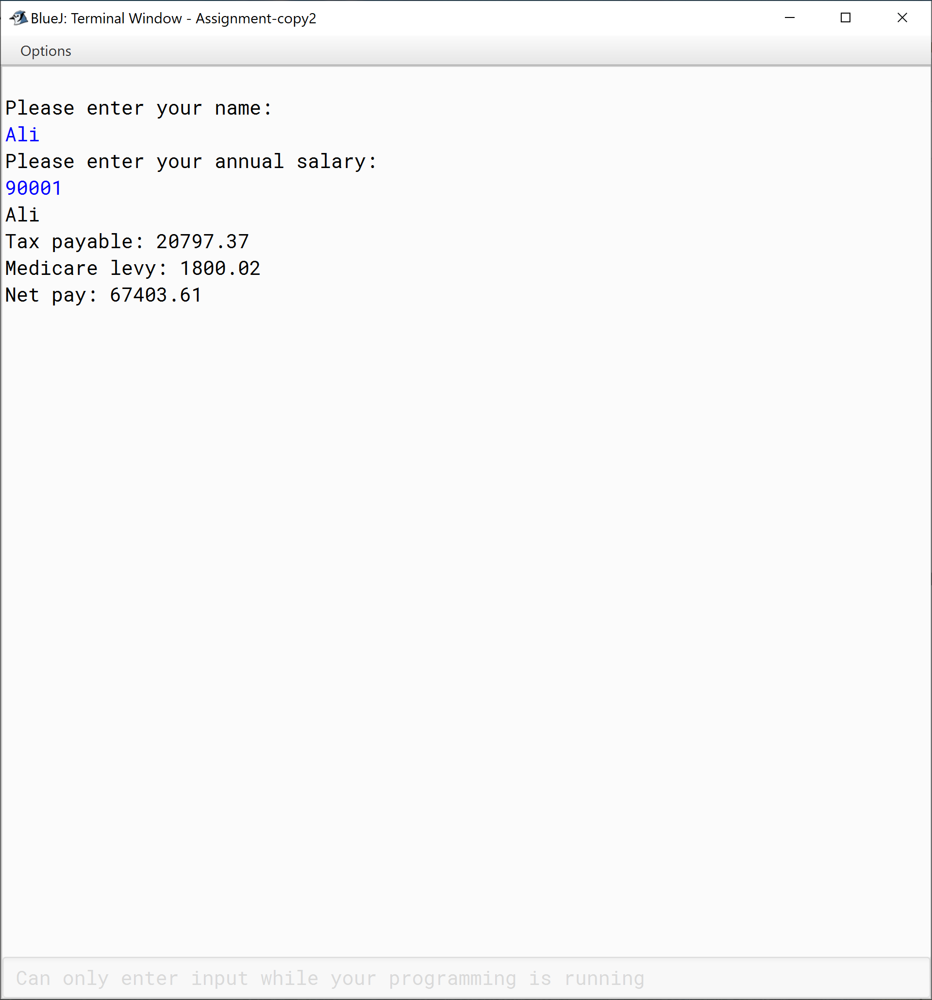 BlueJ: Terminal Window - Assignment-copy2
Options
Please enter your name:
Ali
Please enter your annual salary:
90001
Ali
Tax payable: 20797.37
Medicare levy: 1800.02
Net pay: 67403.61
Can only enter input while your programming is running